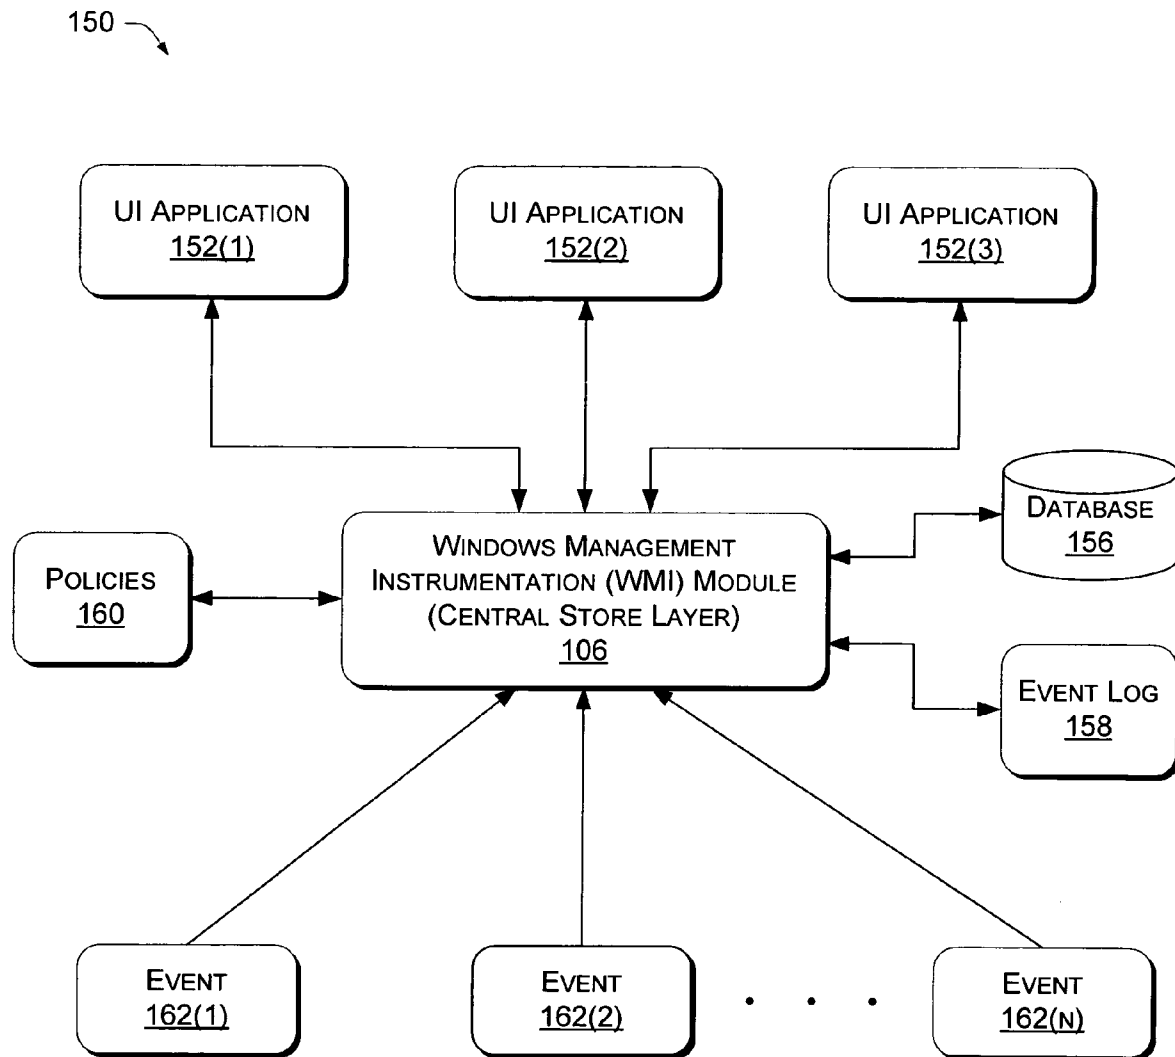 150
UI APPLICATION
152(1)
UI APPLICATION
152(2)
UI APPLICATION
152(3)
DATABASE
156
WINDOWS MANAGEMENT
INSTRUMENTATION (WMI) MODULE
(CENTRAL STORE LAYER)
106
POLICIES
160
EVENT LOG
158
EVENT
162(1)
EVENT
162(2)
. . .
EVENT
162(N)